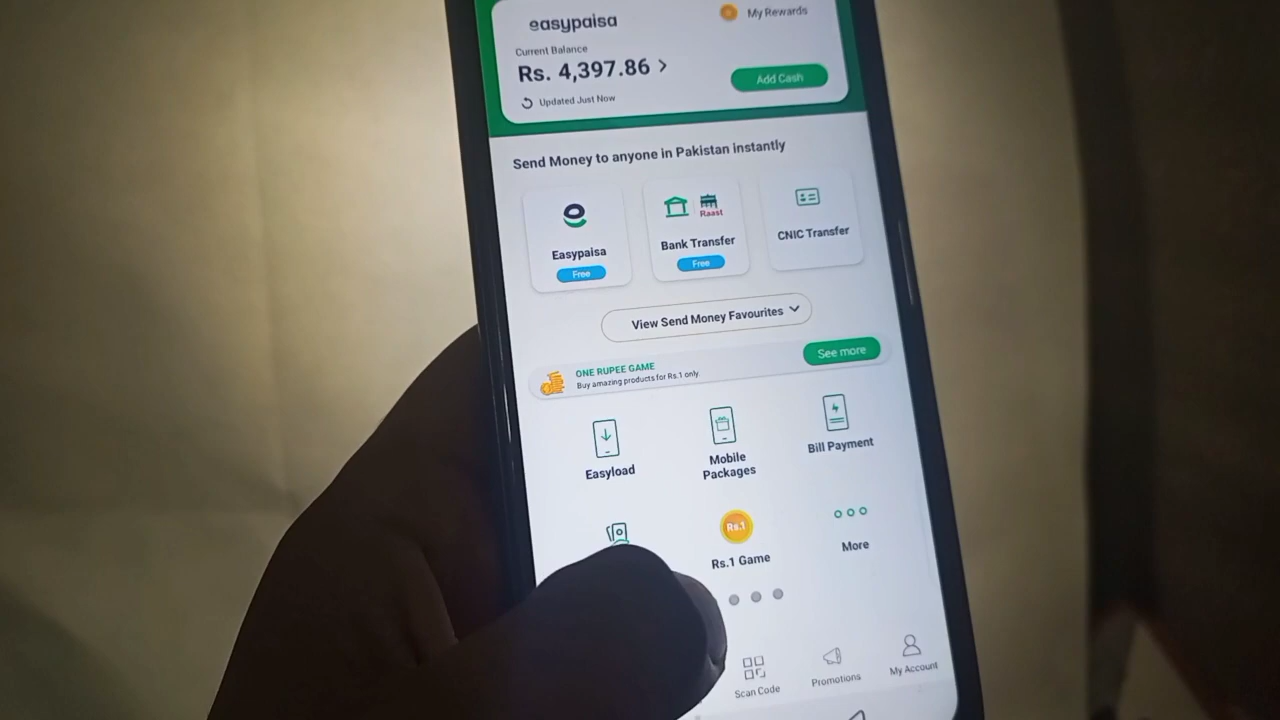 easypaisa
My Rewards
Current Balance
Rs. 4,397.86 >
Add Cash
Updated Just Now
Send Money to anyone in Pakistan instantly
Easypaisa
Free
Raast
Bank Transfer
Free
CNIC Transfer
View Send Money Favourites
ONE RUPEE GAME
Buy amazing products for Rs.1 only
See more
Easyload
Mobile
Packages
Bill Payment
Rs.1
Rs.1 Game
More
Scan Code
Promotions
My Account